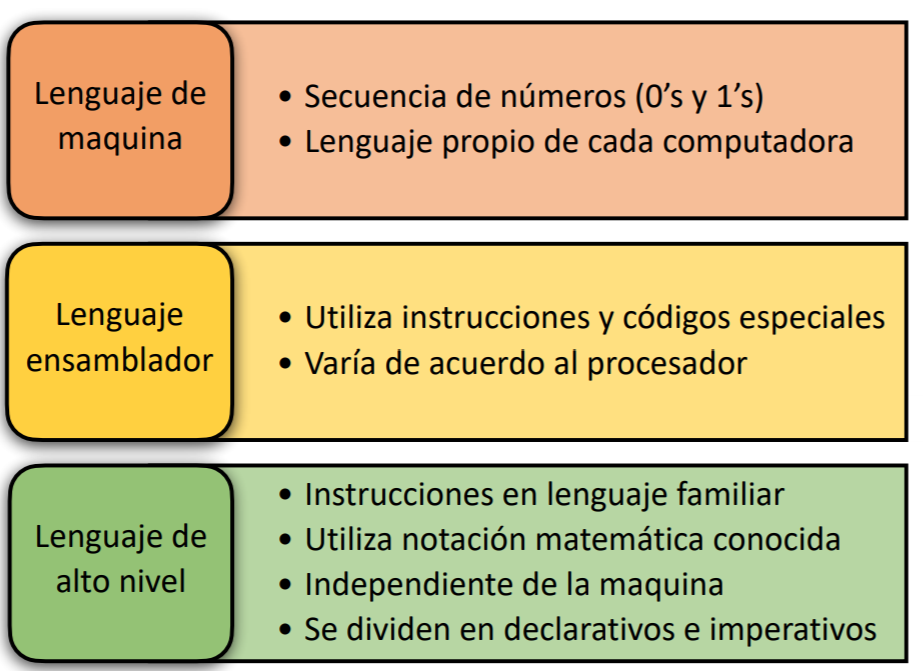 Lenguaje de
maquina
• Secuencia de números (0’s y 1’s)
• Lenguaje propio de cada computadora
Lenguaje
ensamblador
• Utiliza instrucciones y códigos especiales
• Varía de acuerdo al procesador
Lenguaje de
alto nivel
• Instrucciones en lenguaje familiar
• Utiliza notación matemática conocida
• Independiente de la maquina
• Se dividen en declarativos e imperativos